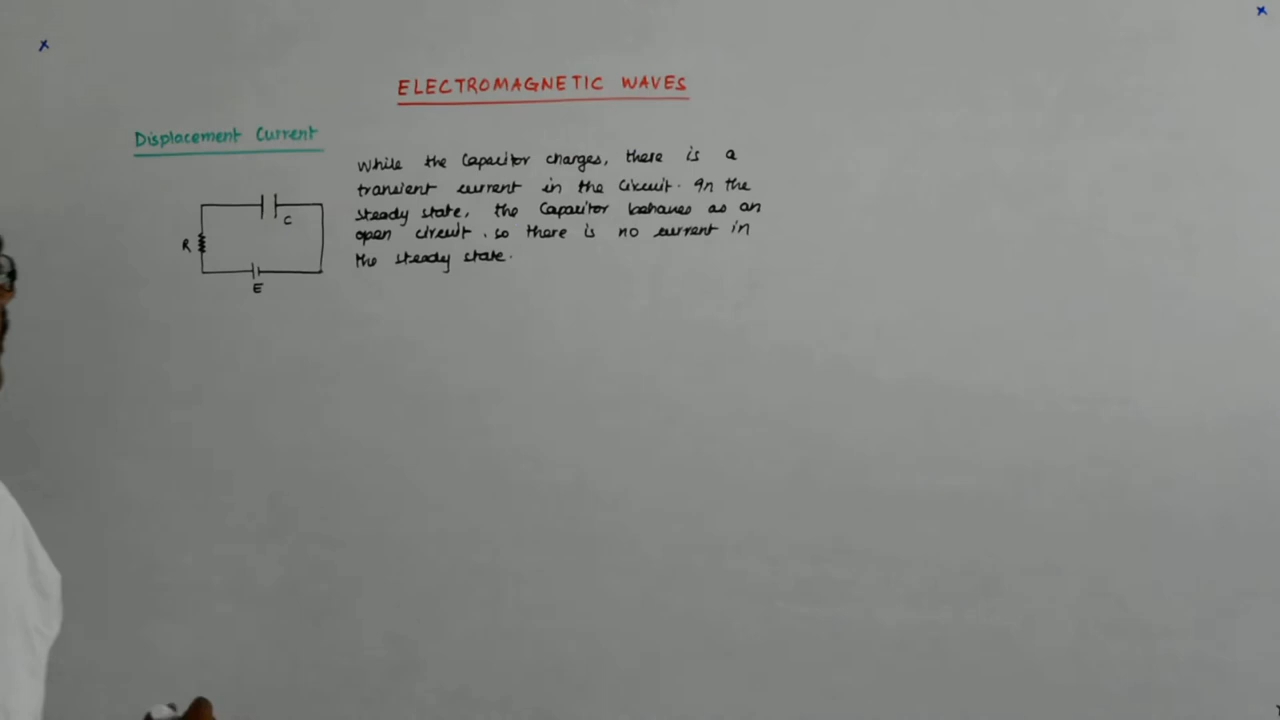 x
x
ELECTROMAGNETIC WAVES
Displacement Current
While the Capacitor charges, there is a
transient current in the Circuit. In the
steady state, the Capacitor behaves as an
open circuit. so there is no current in
the steady state.
C
R
E